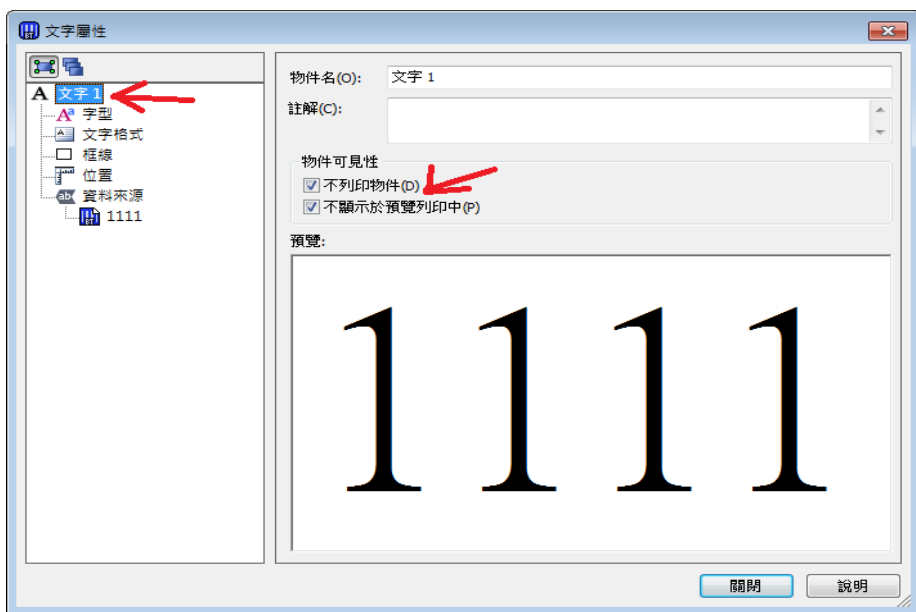 文字屬性
A 文字 1
字型
文字格式
框線
位置
資料來源
1111
物件名(O): 文字 1
註解(C):
物件可見性
不列印物件(D)
不顯示於預覽列印中(P)
預覽:
1111
關閉
說明